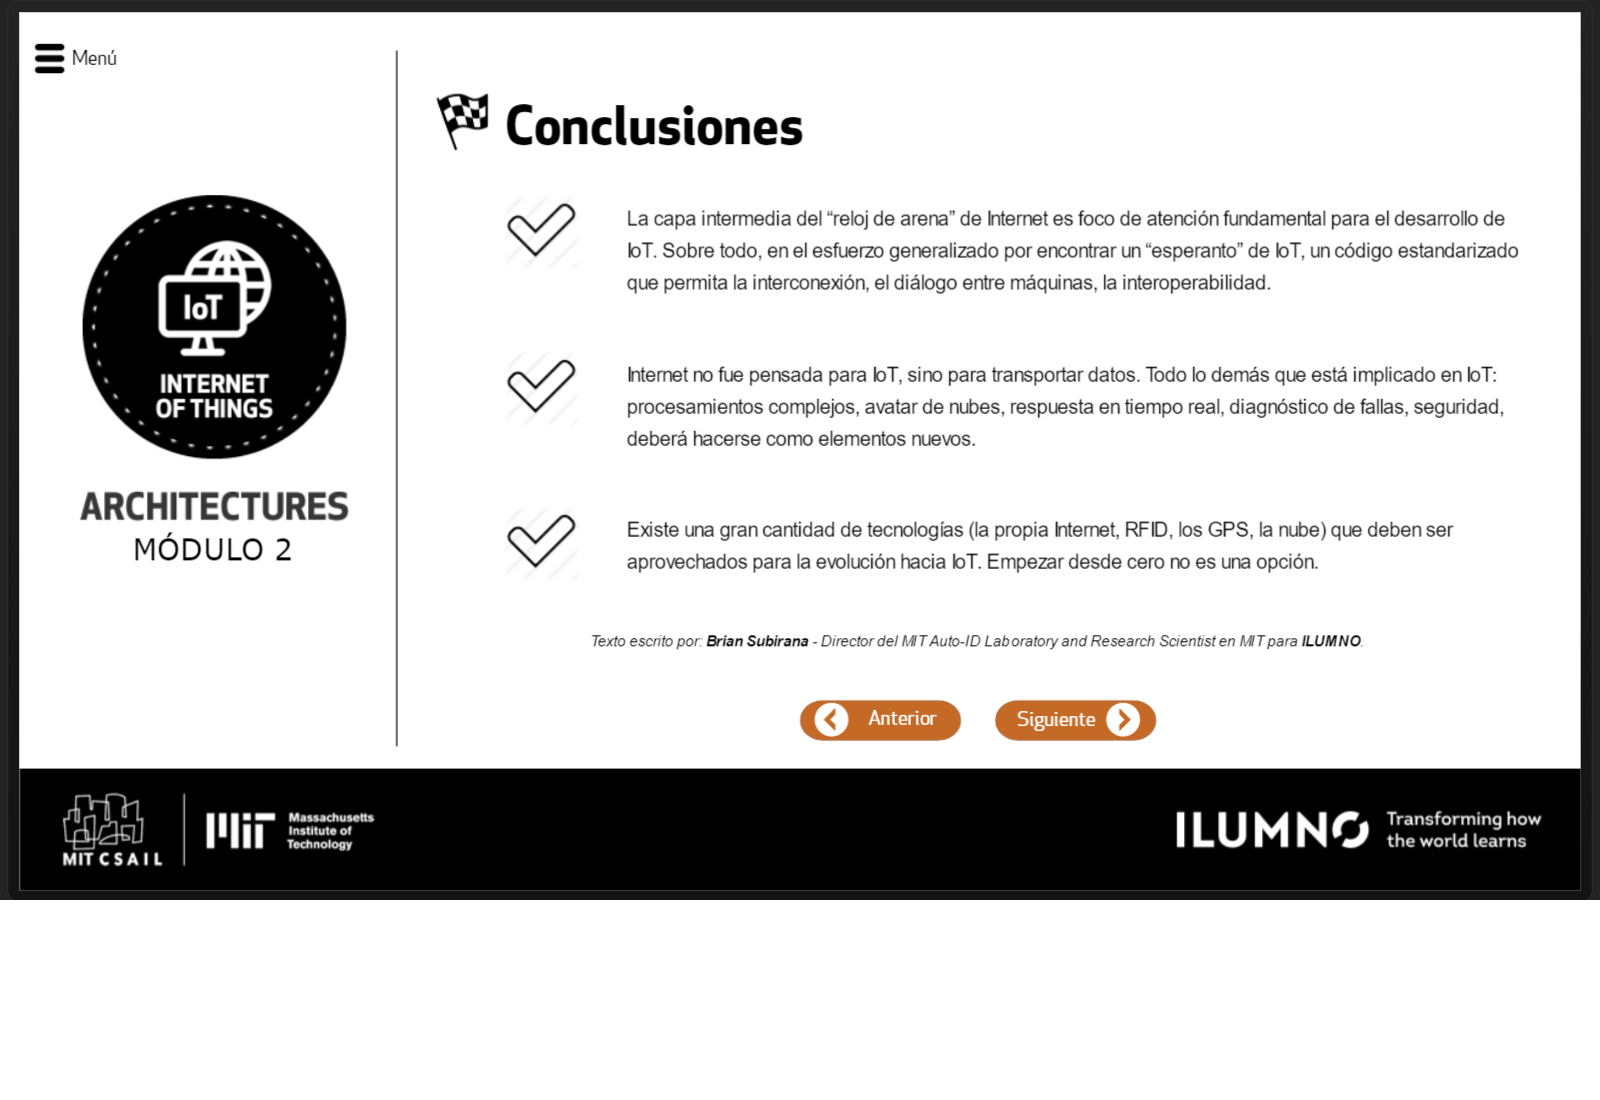 Menú
IoT
INTERNET
OF THINGS
ARCHITECTURES
MÓDULO 2
Conclusiones
La capa intermedia del “reloj de arena” de Internet es foco de atención fundamental para el desarrollo de
IoT. Sobre todo, en el esfuerzo generalizado por encontrar un “esperanto” de IoT, un código estandarizado
que permita la interconexión, el diálogo entre máquinas, la interoperabilidad.
Internet no fue pensada para IoT, sino para transportar datos. Todo lo demás que está implicado en IoT:
procesamientos complejos, avatar de nubes, respuesta en tiempo real, diagnóstico de fallas, seguridad,
deberá hacerse como elementos nuevos.
Existe una gran cantidad de tecnologías (la propia Internet, RFID, los GPS, la nube) que deben ser
aprovechados para la evolución hacia IoT. Empezar desde cero no es una opción.
Texto escrito por: Brian Subirana - Director del MIT Auto-ID Laboratory and Research Scientist en MIT para ILUMNO.
Anterior
Siguiente
MIT CSAIL
MIT
Massachusetts
Institute of
Technology
ILUMNO
Transforming how
the world learns